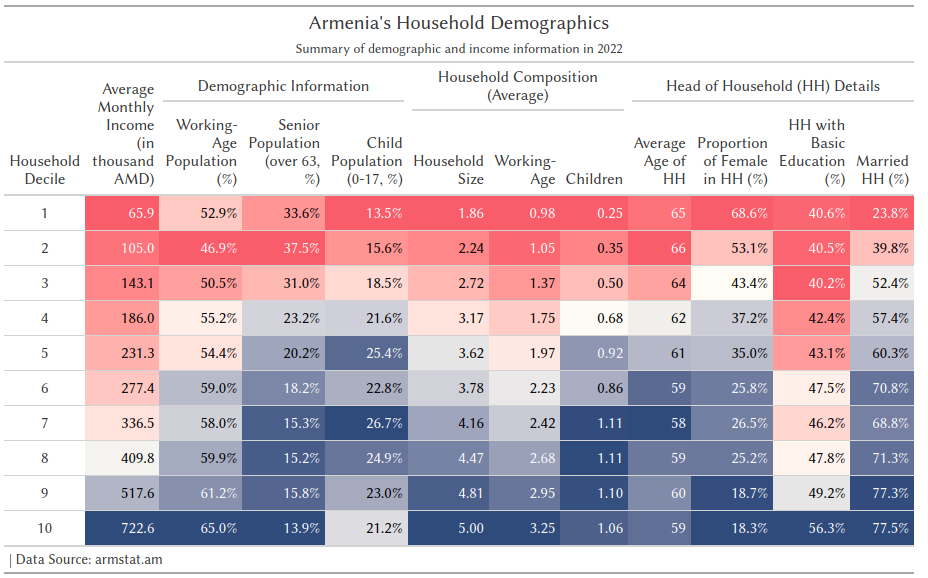 Armenia's Household Demographics
Summary of demographic and income information in 2022
Household Decile | Average Monthly Income (in thousand AMD) | Demographic Information | Household Composition (Average) | Head of Household (HH) Details
Working-Age Population (%) | Senior Population (over 63, %) | Child Population (0-17, %) | Household Size | Working-Age | Children | Average Age of HH | Proportion of Female in HH (%) | HH with Basic Education (%) | Married HH (%)
1 65.9 52.9% 33.6% 13.5% 1.86 0.98 0.25 65 68.6% 40.6% 23.8%
2 105.0 46.9% 37.5% 15.6% 2.24 1.05 0.35 66 53.1% 40.5% 39.8%
3 143.1 50.5% 31.0% 18.5% 2.72 1.37 0.50 64 43.4% 40.2% 52.4%
4 186.0 55.2% 23.2% 21.6% 3.17 1.75 0.68 62 37.2% 42.4% 57.4%
5 231.3 54.4% 20.2% 25.4% 3.62 1.97 0.92 61 35.0% 43.1% 60.3%
6 277.4 59.0% 18.2% 22.8% 3.78 2.23 0.86 59 25.8% 47.5% 70.8%
7 336.5 58.0% 15.3% 26.7% 4.16 2.42 1.11 58 26.5% 46.2% 68.8%
8 409.8 59.9% 15.2% 24.9% 4.47 2.68 1.11 59 25.2% 47.8% 71.3%
9 517.6 61.2% 15.8% 23.0% 4.81 2.95 1.10 60 18.7% 49.2% 77.3%
10 722.6 65.0% 13.9% 21.2% 5.00 3.25 1.06 59 18.3% 56.3% 77.5%
| Data Source: armstat.am